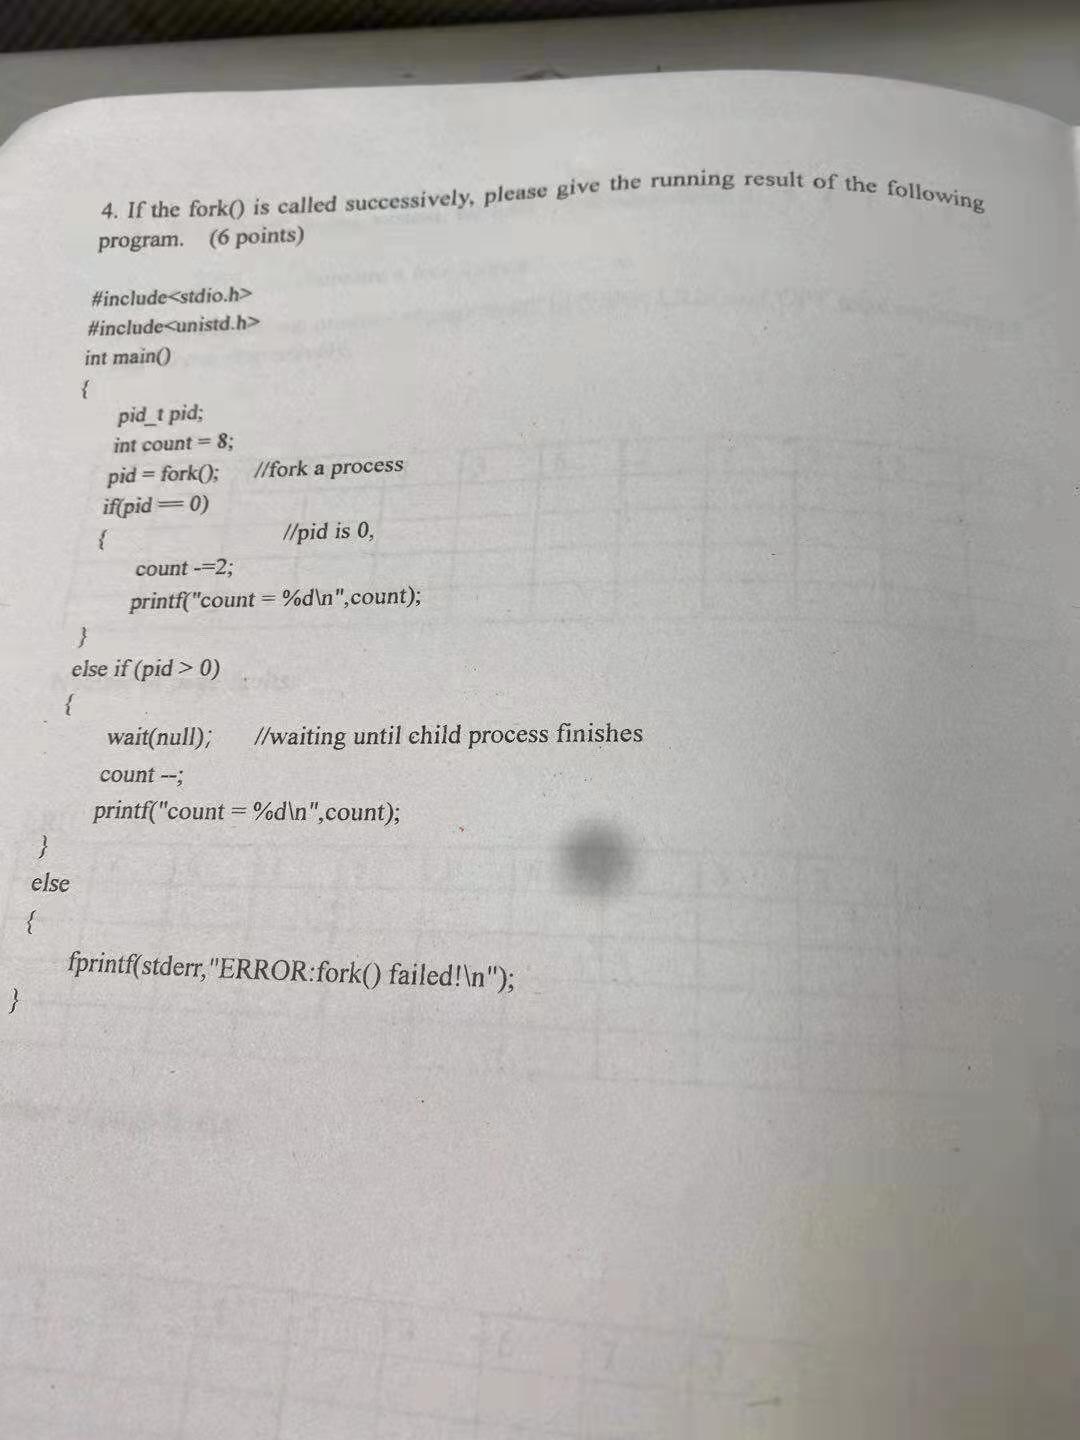 4. If the fork() is called successively, please give the running result of the following
program. (6 points)
#include<stdio.h>
#include<unistd.h>
int main()
{
pid_t pid;
int count = 8;
pid = fork(); //fork a process
if(pid == 0)
{ //pid is 0,
count -=2;
printf("count = %d\n",count);
}
else if (pid > 0)
{
wait(null); //waiting until child process finishes
count --;
printf("count = %d\n",count);
}
else
{
fprintf(stderr,"ERROR:fork() failed!\n");
}